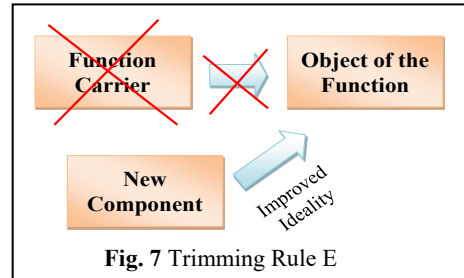 Function
Carrier
Object of the
Function
New
Component
Improved
Ideality
Fig. 7 Trimming Rule E